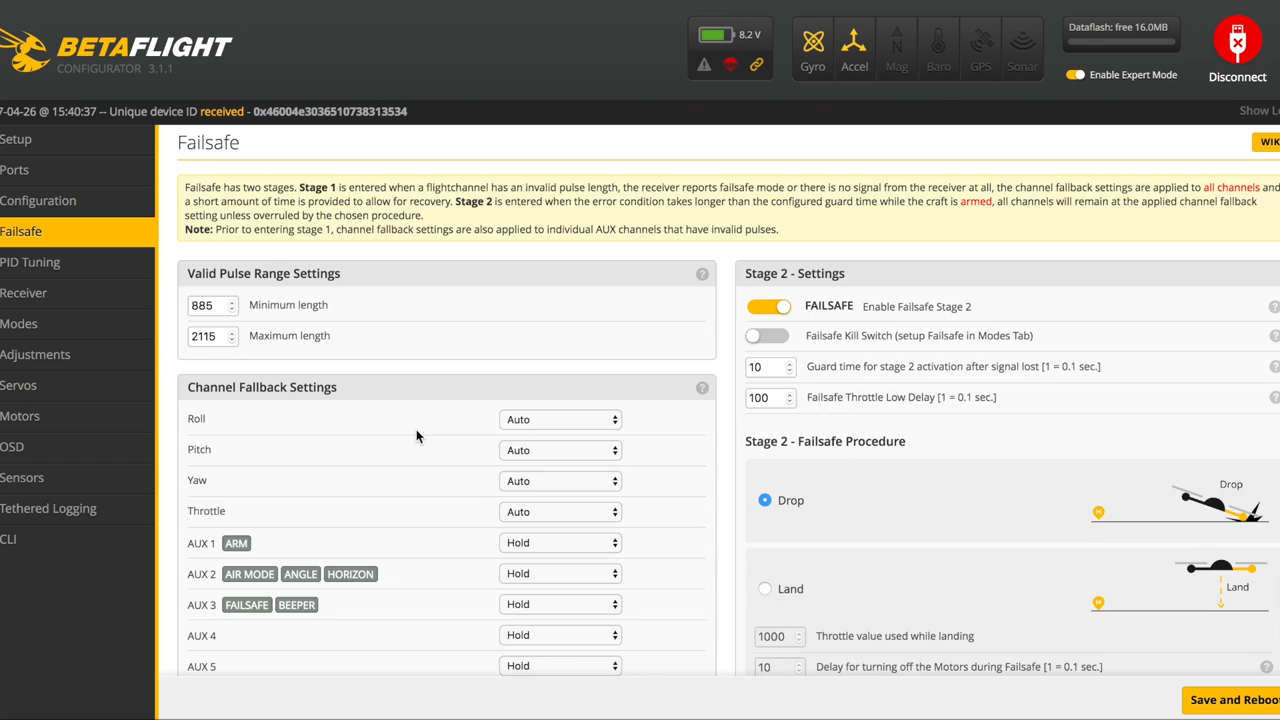 BETAFLIGHT
CONFIGURATOR 3.1.1
8.2 V
Gyro
Accel
Mag
Baro
GPS
Sonar
Dataflash: free 16.0MB
Enable Expert Mode
Disconnect
7-04-26 @ 15:40:37 -- Unique device ID received - 0x46004e3036510738313534
Show Lo
Setup
Ports
Configuration
Failsafe
PID Tuning
Receiver
Modes
Adjustments
Servos
Motors
OSD
Sensors
Tethered Logging
CLI
Failsafe
WIK
Failsafe has two stages. Stage 1 is entered when a flightchannel has an invalid pulse length, the receiver reports failsafe mode or there is no signal from the receiver at all, the channel fallback settings are applied to all channels and
a short amount of time is provided to allow for recovery. Stage 2 is entered when the error condition takes longer than the configured guard time while the craft is armed, all channels will remain at the applied channel fallback
setting unless overruled by the chosen procedure.
Note: Prior to entering stage 1, channel fallback settings are also applied to individual AUX channels that have invalid pulses.
Valid Pulse Range Settings ?
885 Minimum length
2115 Maximum length
Channel Fallback Settings ?
Roll Auto
Pitch Auto
Yaw Auto
Throttle Auto
AUX 1 ARM Hold
AUX 2 AIR MODE ANGLE HORIZON Hold
AUX 3 FAILSAFE BEEPER Hold
AUX 4 Hold
AUX 5 Hold
Stage 2 - Settings
FAILSAFE Enable Failsafe Stage 2 ?
Failsafe Kill Switch (setup Failsafe in Modes Tab) ?
10 Guard time for stage 2 activation after signal lost [1 = 0.1 sec.] ?
100 Failsafe Throttle Low Delay [1 = 0.1 sec.] ?
Stage 2 - Failsafe Procedure
Drop
Drop
H
Land
Land
H
1000 Throttle value used while landing
10 Delay for turning off the Motors during Failsafe [1 = 0.1 sec.] ?
Save and Reboo